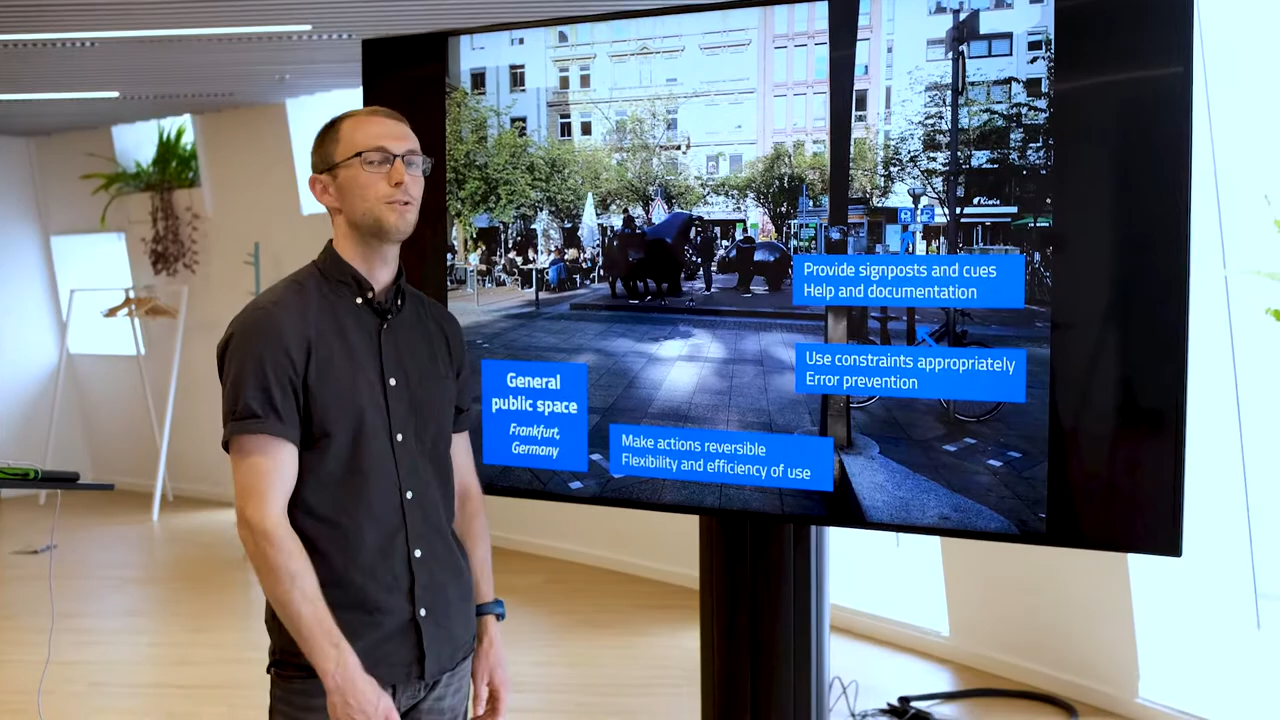 Kiwis
P
P
Provide signposts and cues
Help and documentation
Use constraints appropriately
Error prevention
General
public space
Frankfurt,
Germany
Make actions reversible
Flexibility and efficiency of use